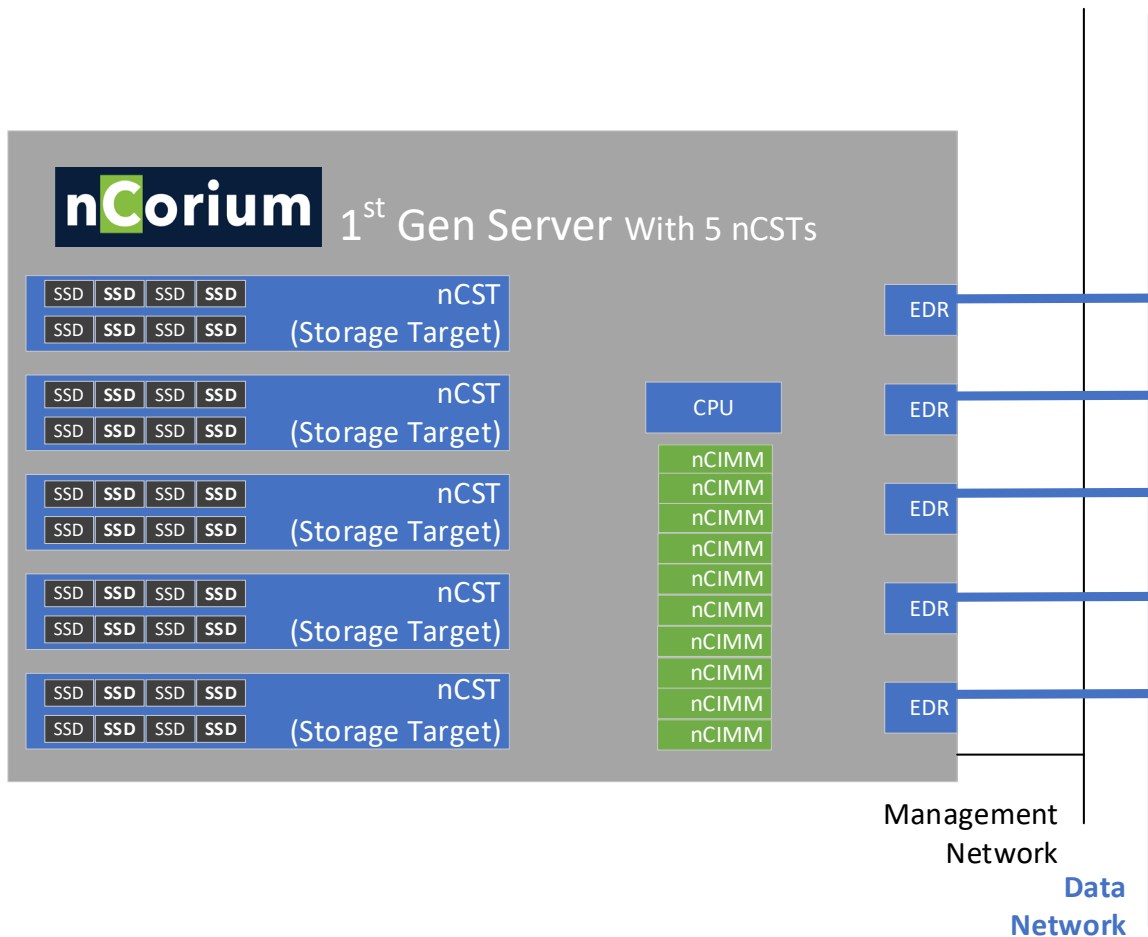 nCorium 1st Gen Server With 5 nCSTs
SSD SSD SSD SSD nCST
SSD SSD SSD SSD (Storage Target)
EDR
SSD SSD SSD SSD nCST
SSD SSD SSD SSD (Storage Target)
CPU
EDR
nCIMM
SSD SSD SSD SSD nCST
SSD SSD SSD SSD (Storage Target)
nCIMM
nCIMM
EDR
nCIMM
nCIMM
SSD SSD SSD SSD nCST
SSD SSD SSD SSD (Storage Target)
nCIMM
nCIMM
EDR
nCIMM
SSD SSD SSD SSD nCST
SSD SSD SSD SSD (Storage Target)
nCIMM
nCIMM
EDR
Management
Network
Data
Network